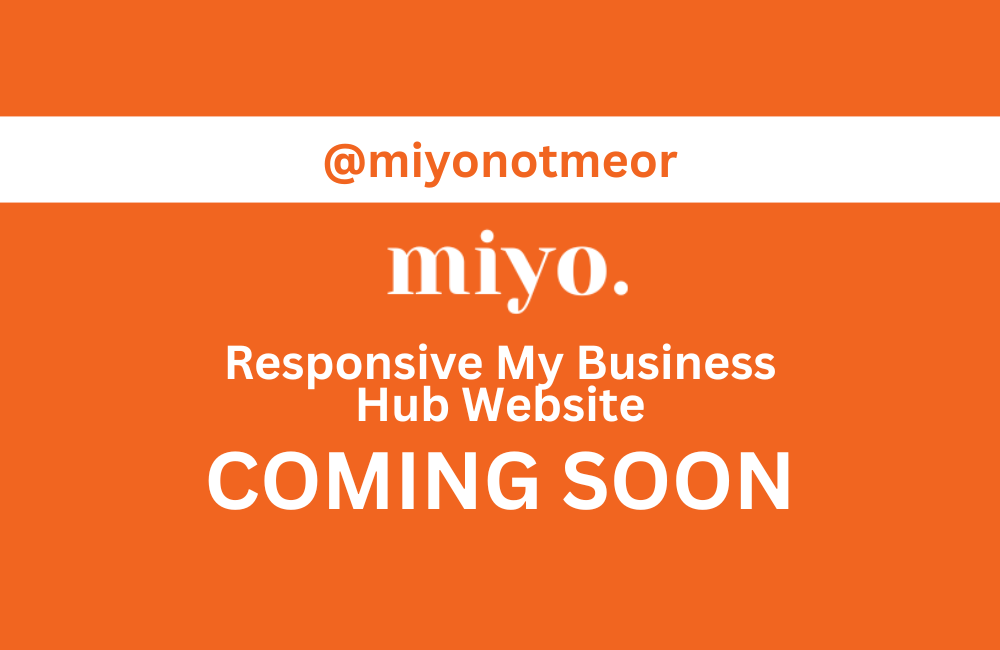 @miyonotmeor
miyo.
Responsive My Business
Hub Website
COMING SOON